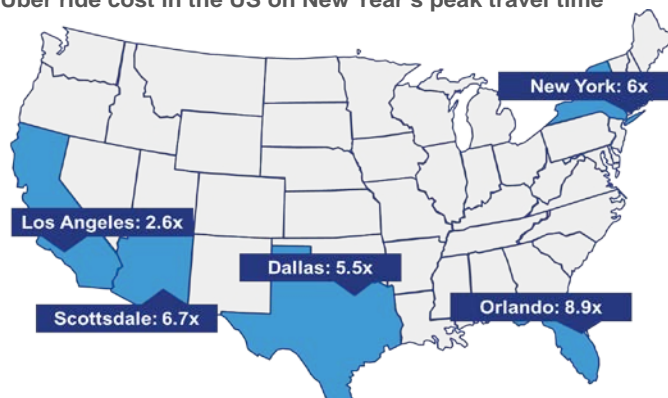 Uber ride cost in the US on New Year's peak travel time
New York: 6x
Los Angeles: 2.6x
Dallas: 5.5x
Scottsdale: 6.7x
Orlando: 8.9x